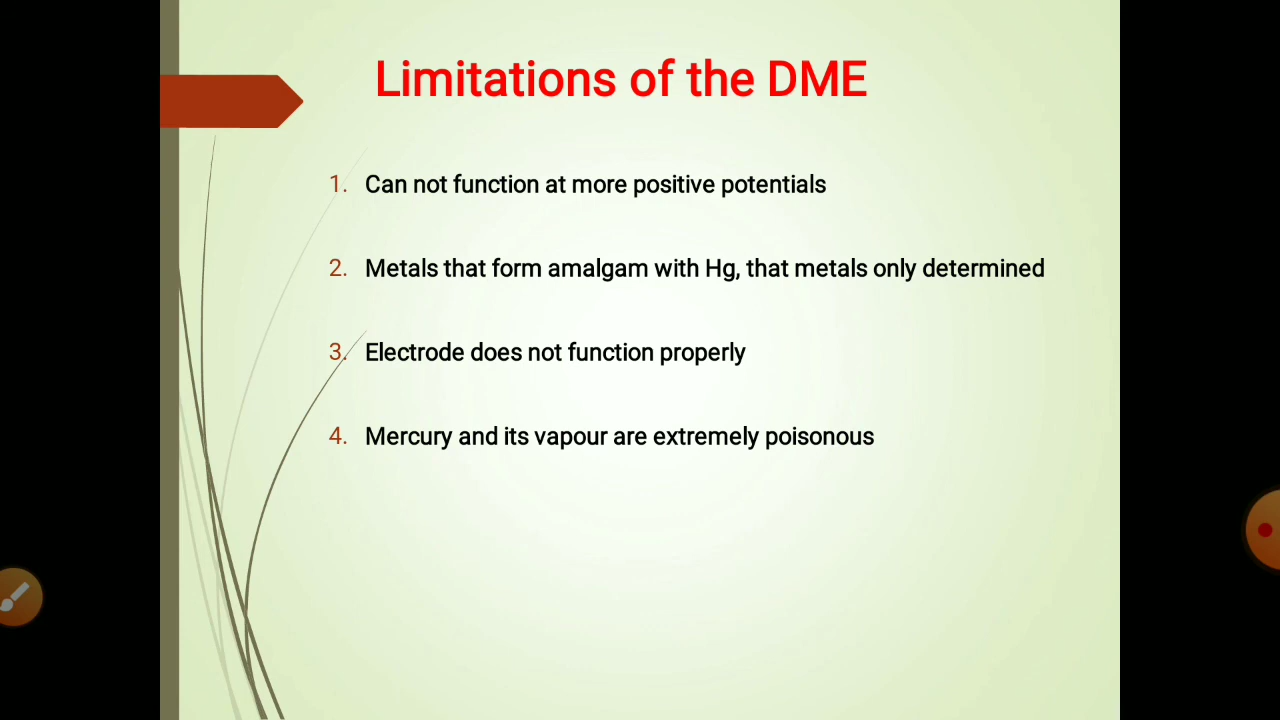 Limitations of the DME
1. Can not function at more positive potentials
2. Metals that form amalgam with Hg, that metals only determined
3. Electrode does not function properly
4. Mercury and its vapour are extremely poisonous